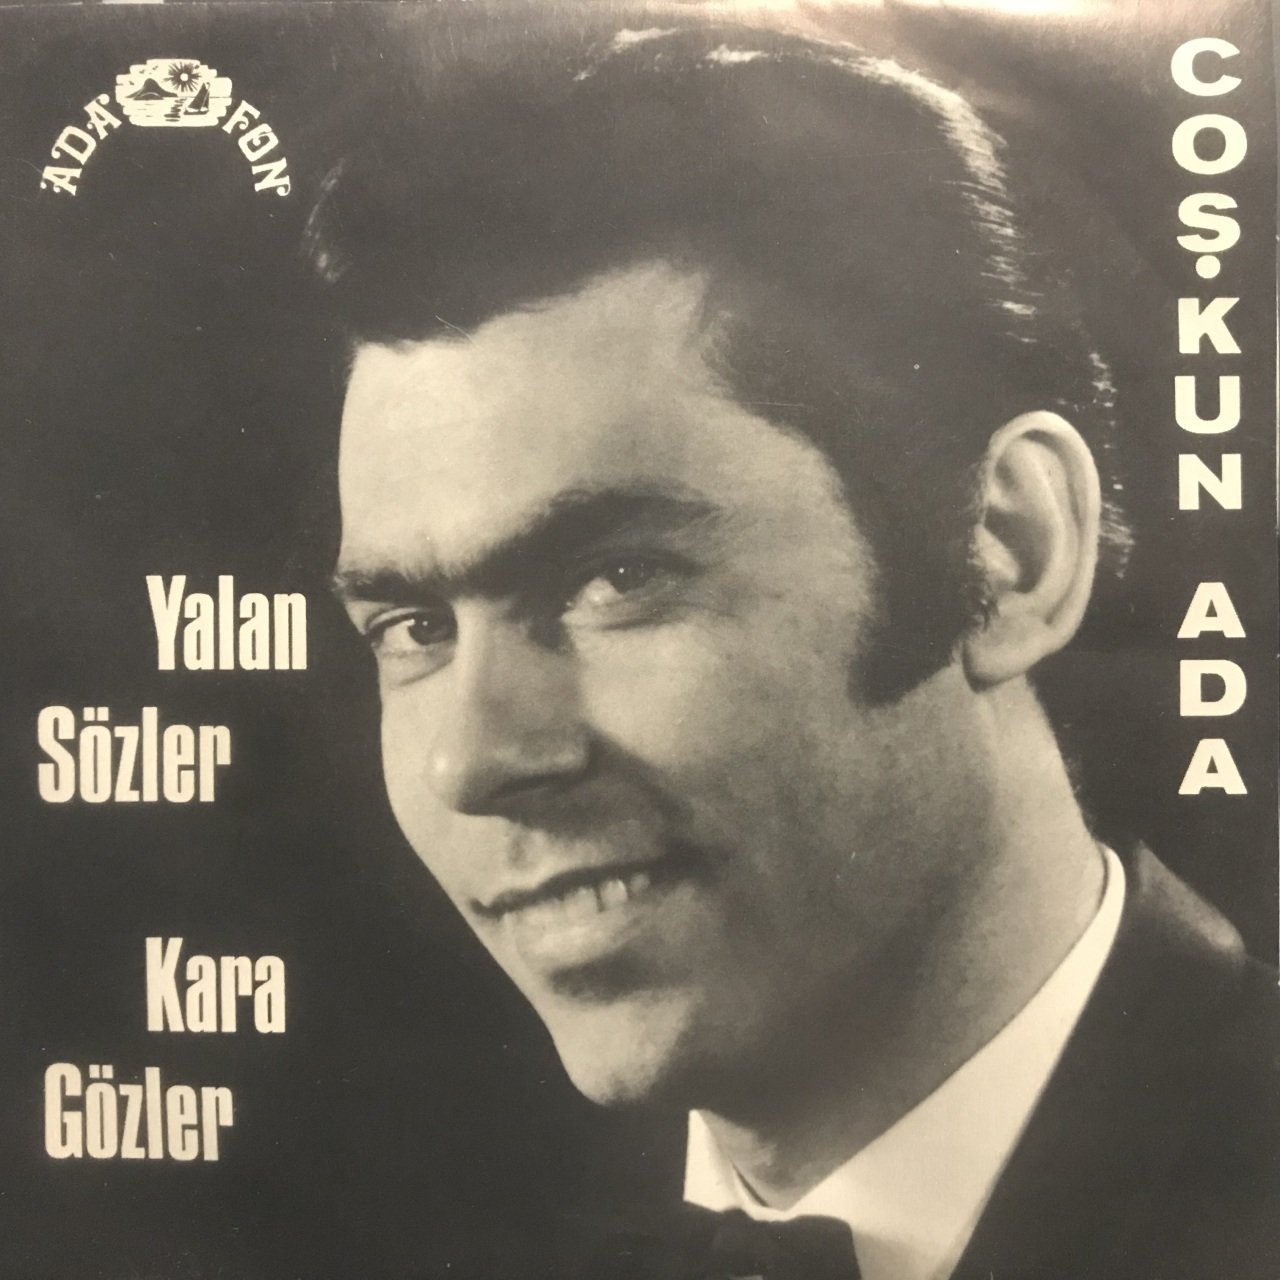 ADA FON
COŞKUN ADA
Yalan
Sözler
Kara
Gözler